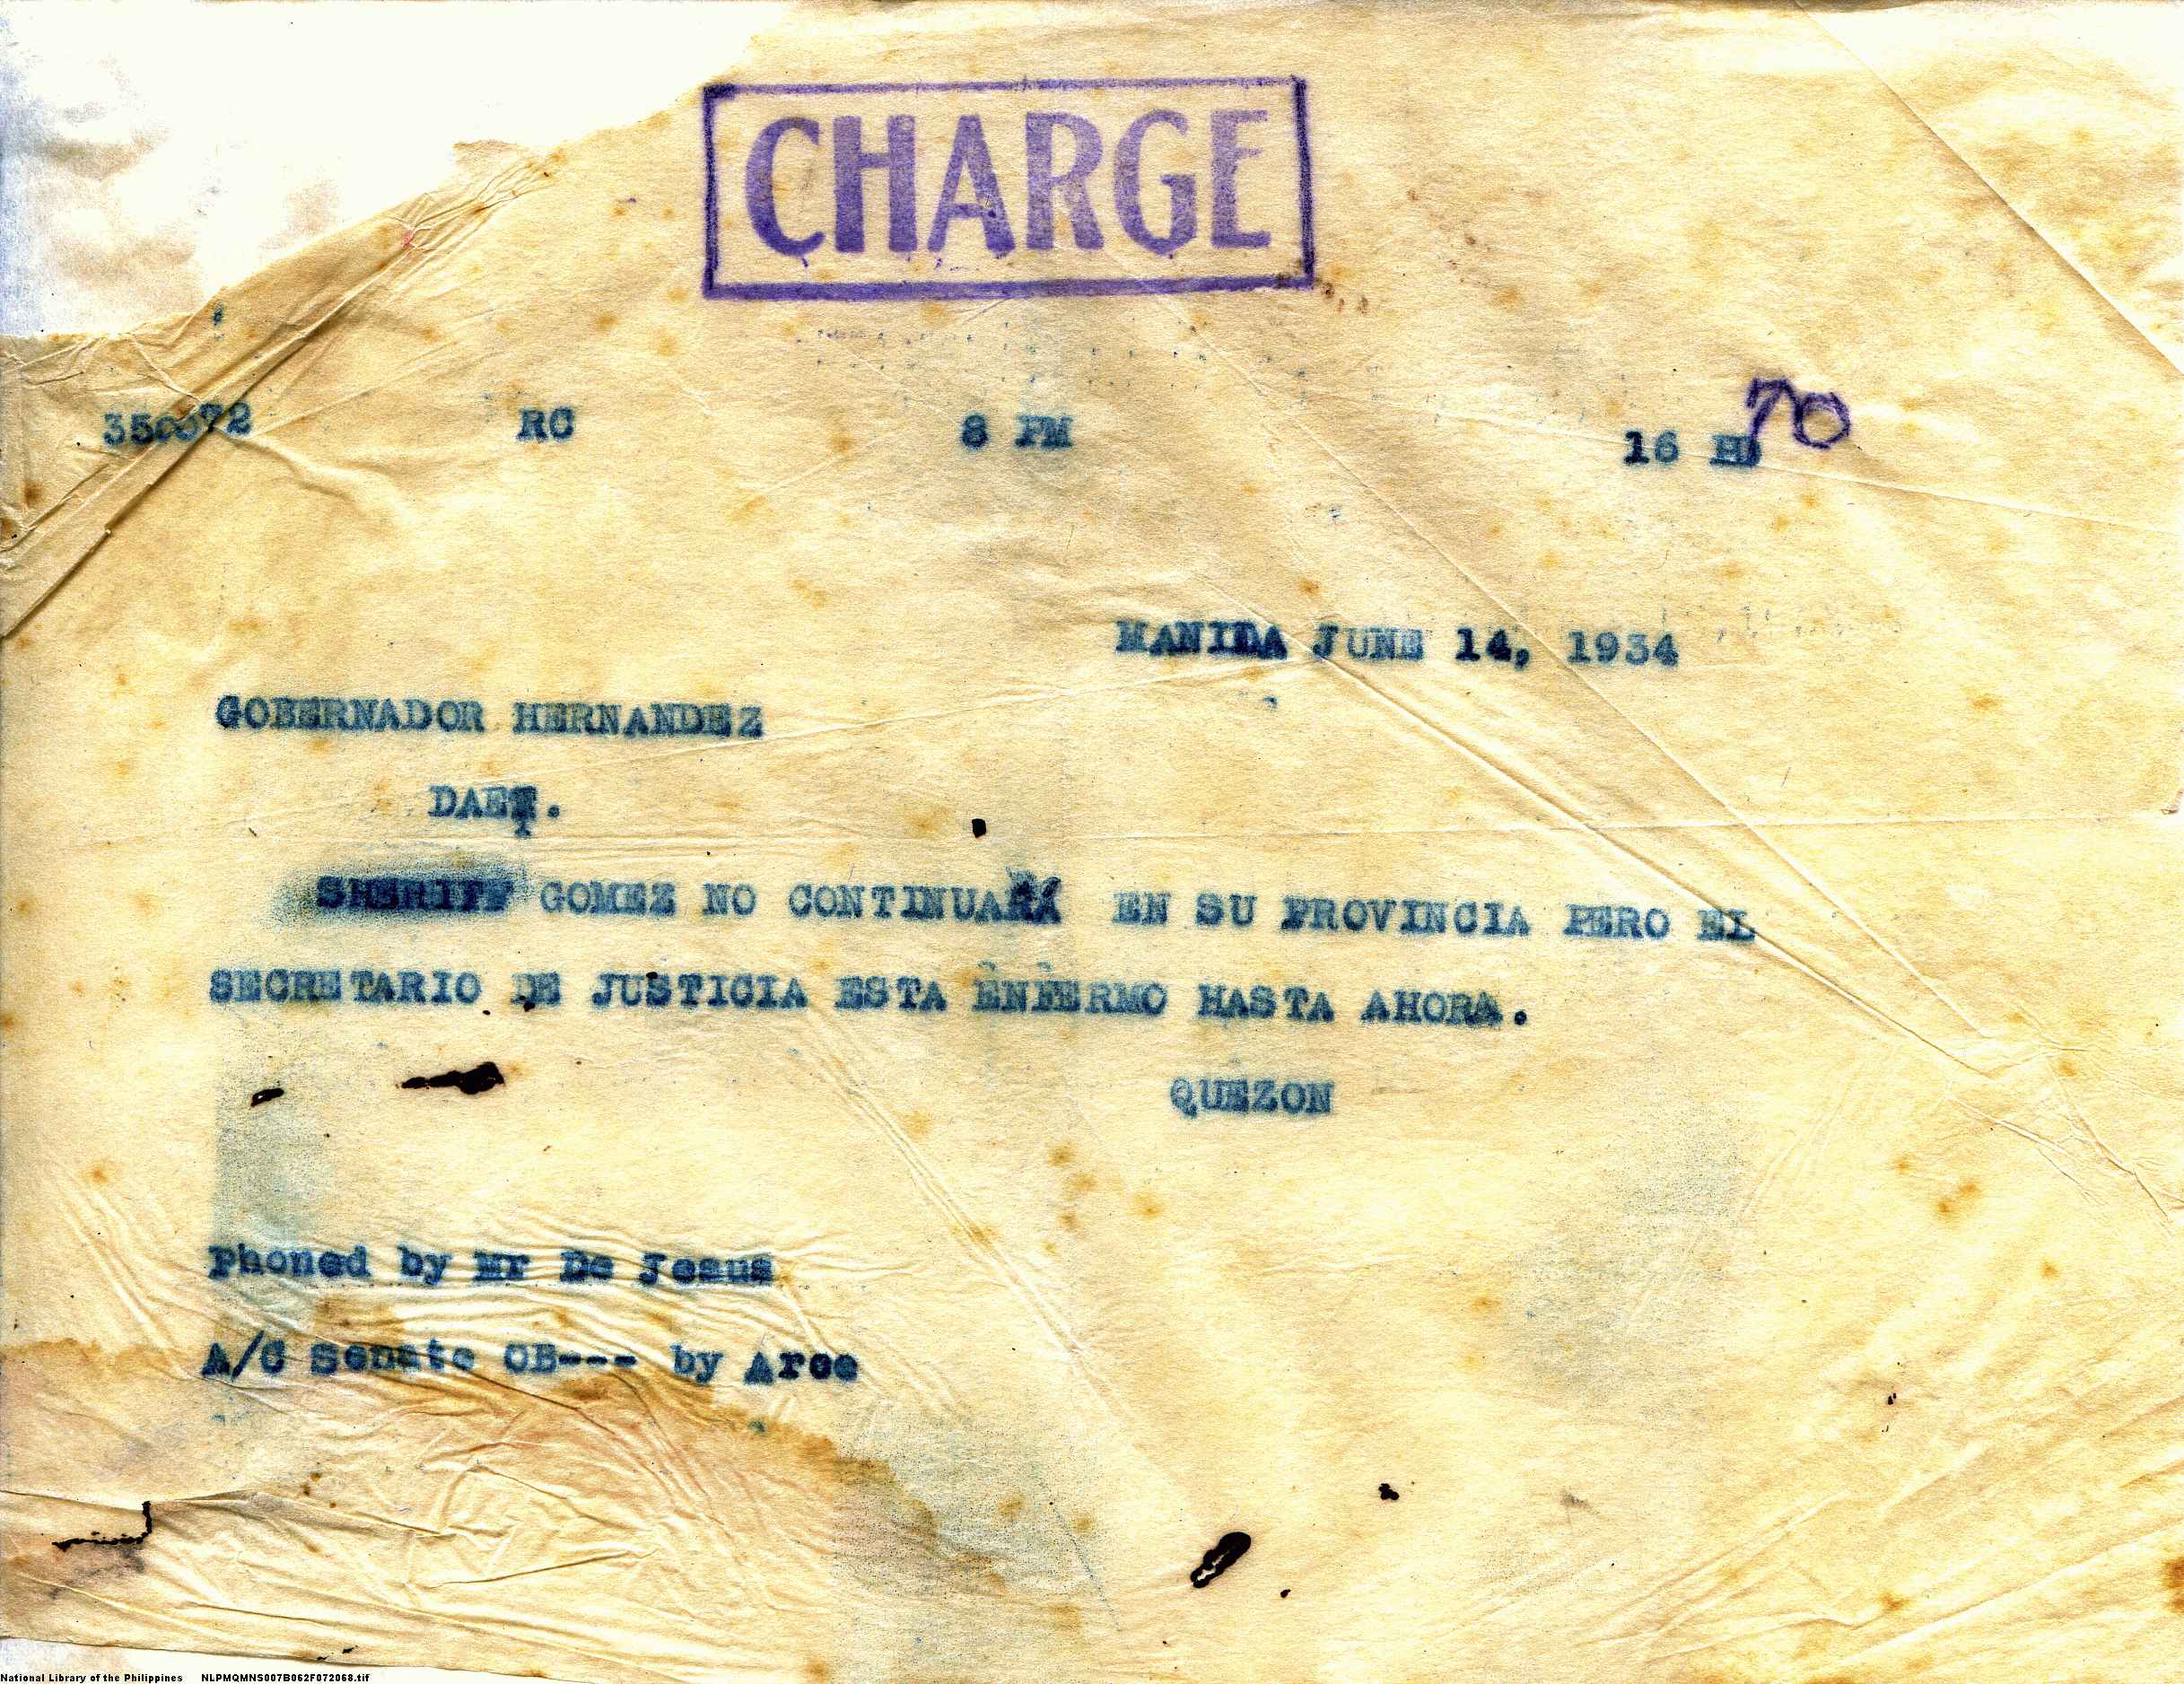 CHARGE
RC 8 PM 16 70
MANILA JUNE 14, 1934
GOBERNADOR HERNANDEZ
DAET.
SHERIFF GOMEZ NO CONTINUARA EN SU PROVINCIA PERO EL
SECRETARIO DE JUSTICIA ESTA ENFERMO HASTA AHORA.
QUEZON
Phoned by Mr De Jesus
A/C Senate OB--- by Arce
National Library of the Philippines NLPMQMNS007B062F072068.tif